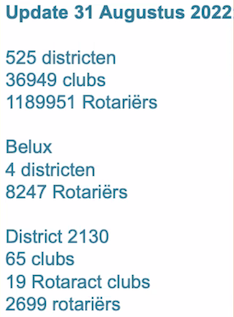 Update 31 Augustus 2022
525 districten
36949 clubs
1189951 Rotariërs
Belux
4 districten
8247 Rotariërs
District 2130
65 clubs
19 Rotaract clubs
2699 rotariërs